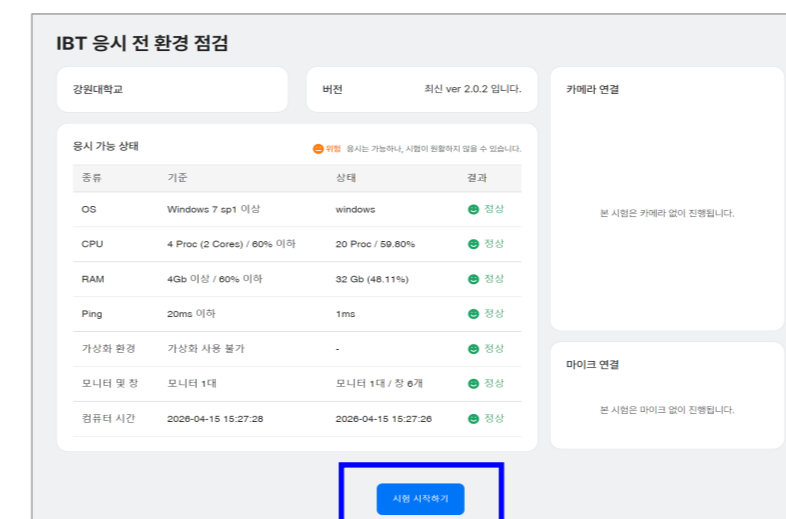 IBT 응시 전 환경 점검
강원대학교
버전 최신 ver 2.0.2 입니다.
카메라 연결
응시 가능 상태 위험 응시는 가능하나, 시험이 원활하지 않을 수 있습니다.
종류 기준 상태 결과
OS Windows 7 sp1 이상 windows 정상
CPU 4 Proc (2 Cores) / 60% 이하 20 Proc / 59.80% 정상
RAM 4Gb 이상 / 60% 이하 32 Gb (48.11%) 정상
Ping 20ms 이하 1ms 정상
가상화 환경 가상화 사용 불가 - 정상
모니터 및 창 모니터 1대 모니터 1대 / 창 6개 정상
컴퓨터 시간 2026-04-15 15:27:28 2026-04-15 15:27:26 정상
본 시험은 카메라 없이 진행됩니다.
마이크 연결
본 시험은 마이크 없이 진행됩니다.
시험 시작하기